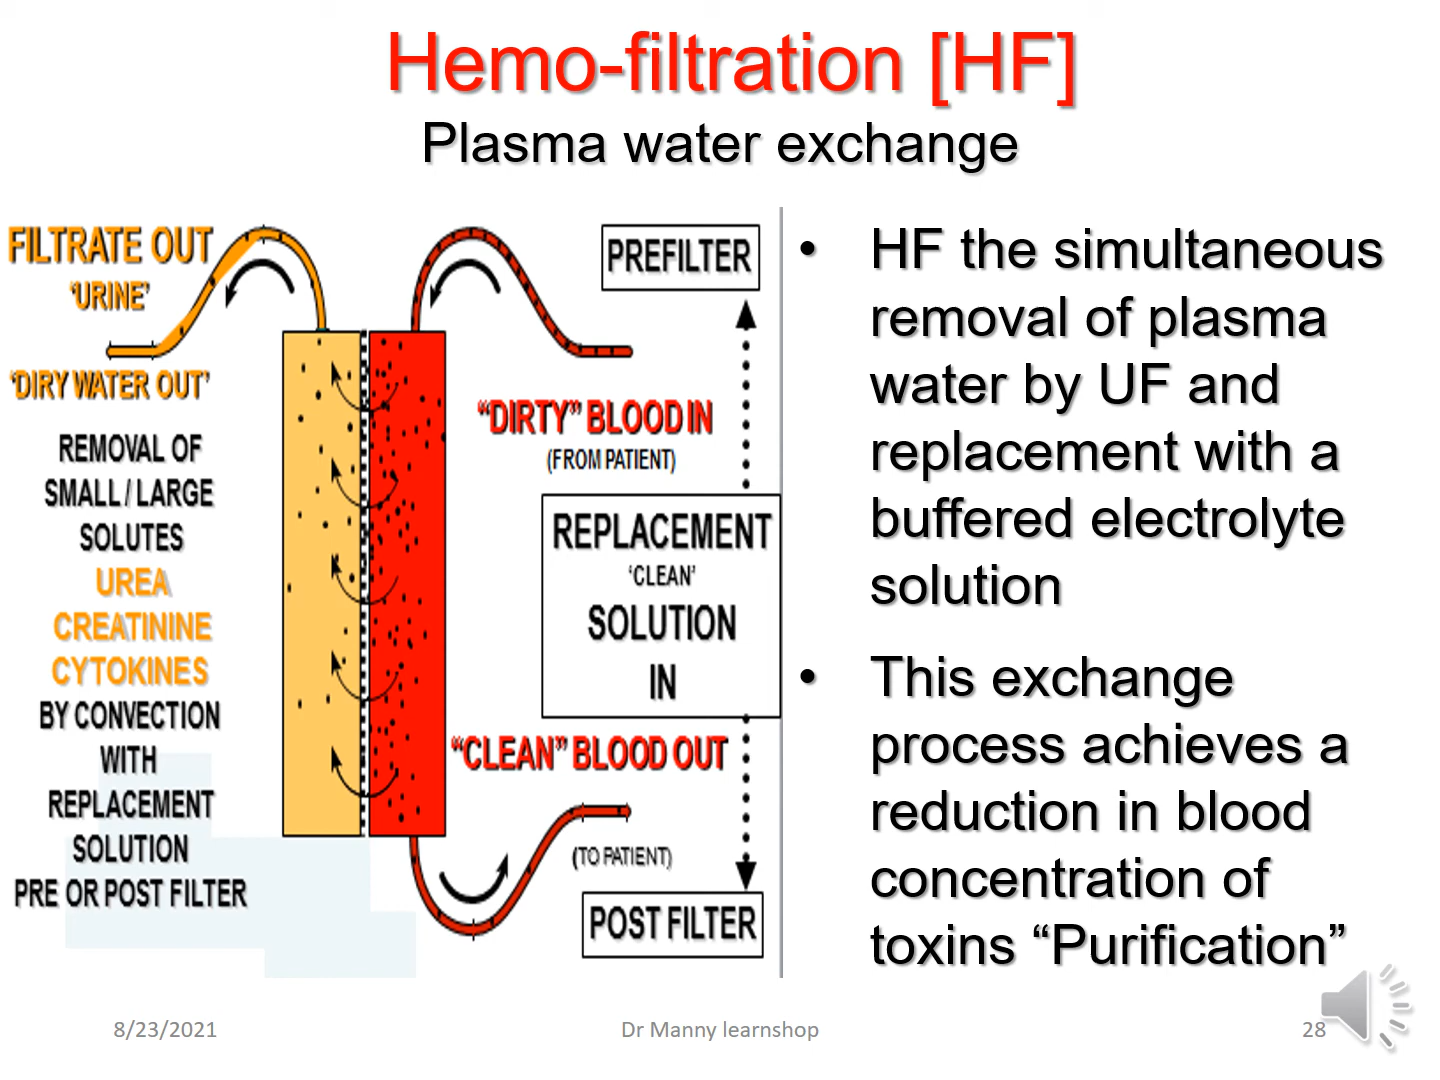 Hemo-filtration [HF]
Plasma water exchange
FILTRATE OUT
'URINE'
'DIRY WATER OUT'
REMOVAL OF
SMALL / LARGE
SOLUTES
UREA
CREATININE
CYTOKINES
BY CONVECTION
WITH
REPLACEMENT
SOLUTION
PRE OR POST FILTER
PREFILTER
“DIRTY” BLOOD IN
(FROM PATIENT)
REPLACEMENT
'CLEAN'
SOLUTION
IN
“CLEAN” BLOOD OUT
(TO PATIENT)
POST FILTER
• HF the simultaneous
removal of plasma
water by UF and
replacement with a
buffered electrolyte
solution
• This exchange
process achieves a
reduction in blood
concentration of
toxins “Purification”
8/23/2021
Dr Manny learnshop
28